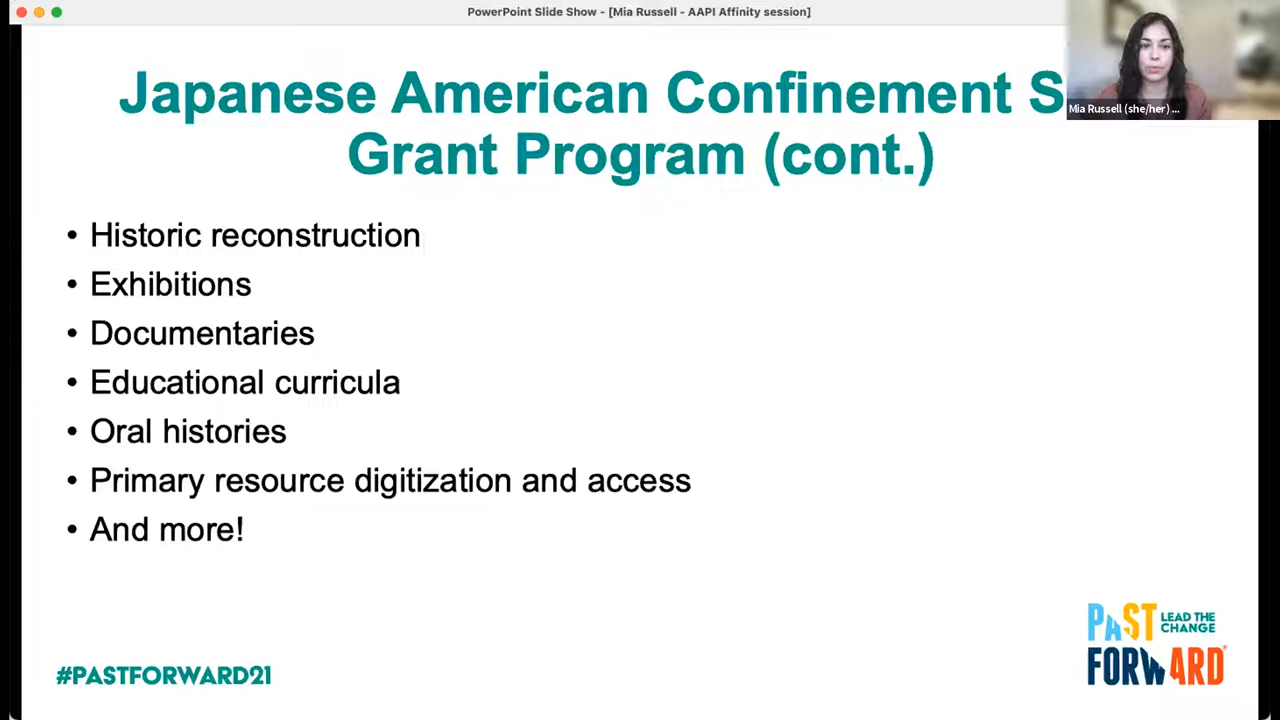 PowerPoint Slide Show - [Mia Russell - AAPI Affinity session]
Japanese American Confinement S
Grant Program (cont.)
Mia Russell (she/her) ...
• Historic reconstruction
• Exhibitions
• Documentaries
• Educational curricula
• Oral histories
• Primary resource digitization and access
• And more!
PAST LEAD THE
CHANGE
FORWARD®
#PASTFORWARD21